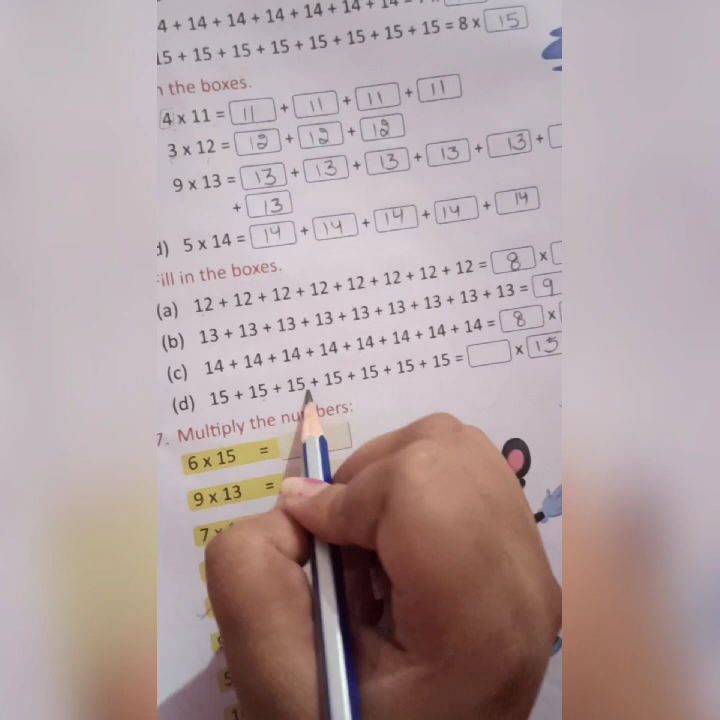 4 + 14 + 14 + 14 + 14 + 14 + 14
15 + 15 + 15 + 15 + 15 + 15 + 15 + 15 = 8 x 15
the boxes.
4 x 11 = 11 + 11 + 11 + 11
3 x 12 = 12 + 12 + 12
9 x 13 = 13 + 13 + 13 + 13 + 13 +
+ 13
d) 5 x 14 = 14 + 14 + 14 + 14 + 14
Fill in the boxes.
(a) 12 + 12 + 12 + 12 + 12 + 12 + 12 + 12 = 8 x
(b) 13 + 13 + 13 + 13 + 13 + 13 + 13 + 13 + 13 = 9
(c) 14 + 14 + 14 + 14 + 14 + 14 + 14 + 14 = 8 x
(d) 15 + 15 + 15 + 15 + 15 + 15 + 15 = x 15
7. Multiply the numbers:
6 x 15 =
9 x 13 =
7 x
5